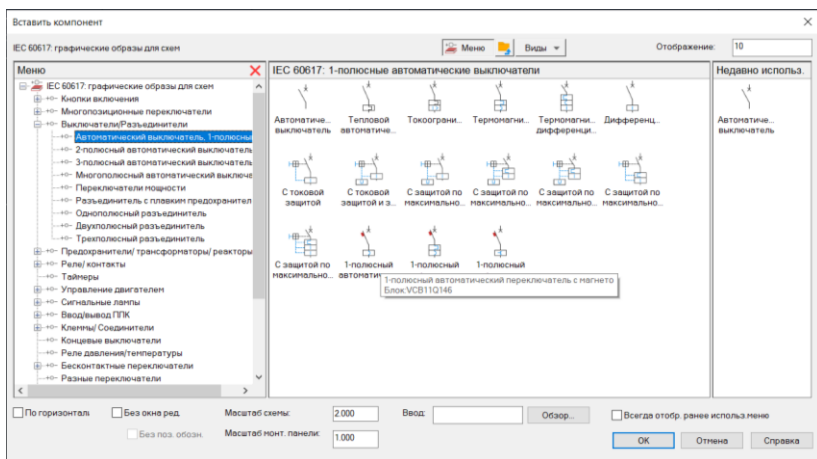 Вставить компонент
IEC 60617: графические образы для схем
Меню
Виды
Отображение:
10
Меню
IEC 60617: графические образы для схем
Кнопки включения
Многопозиционные переключатели
Выключатели/Разъединители
Автоматический выключатель, 1-полюсны
2-полюсный автоматический выключатель
3-полюсный автоматический выключатель
Многополюсный автоматический выключа
Переключатели мощности
Разъединитель с плавким предохранител
Однополюсный разъединитель
Двухполюсный разъединитель
Трехполюсный разъединитель
Предохранители/ трансформаторы/ реакторы
Реле/ контакты
Таймеры
Управление двигателем
Сигнальные лампы
Ввод/вывод ПЛК
Клеммы/ Соединители
Концевые выключатели
Реле давления/температуры
Бесконтактные переключатели
Разные переключатели
IEC 60617: 1-полюсные автоматические выключатели
Автоматиче... Тепловой Токоограни... Термомагни... Термомагни... Дифференц...
выключатель автоматиче... дифференци...
С токовой С токовой С защитой по С защитой по С защитой по С защитой по
защитой защитой и з... максимально... максимально... максимально... максимально...
С защитой по 1-полюсный 1-полюсный 1-полюсный
максимально... автомати
1-полюсный автоматический переключатель с магнето
Блок:VCB11Q146
Недавно использ.
Автоматиче...
выключатель
По горизонтали
Без окна ред.
Масштаб схемы:
2.000
Ввод:
Обзор...
Всегда отобр. ранее использ.меню
Без поз. обозн.
Масштаб монт. панели:
1.000
ОК
Отмена
Справка